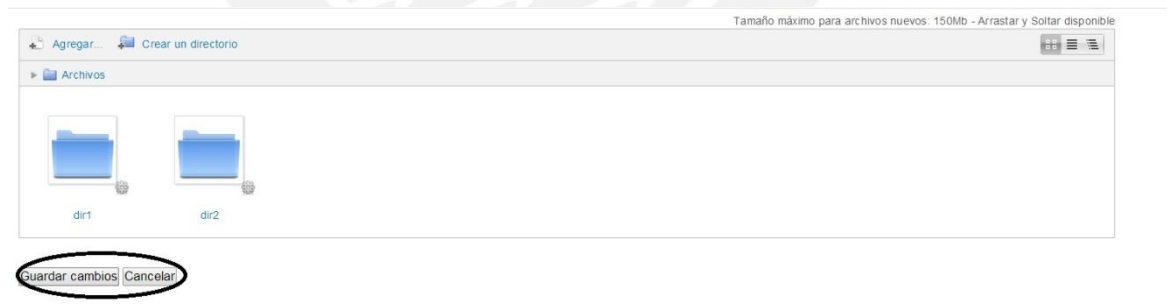 Tamaño máximo para archivos nuevos: 150Mb - Arrastar y Soltar disponible
Agregar... Crear un directorio
Archivos
dir1 dir2
Guardar cambios Cancelar